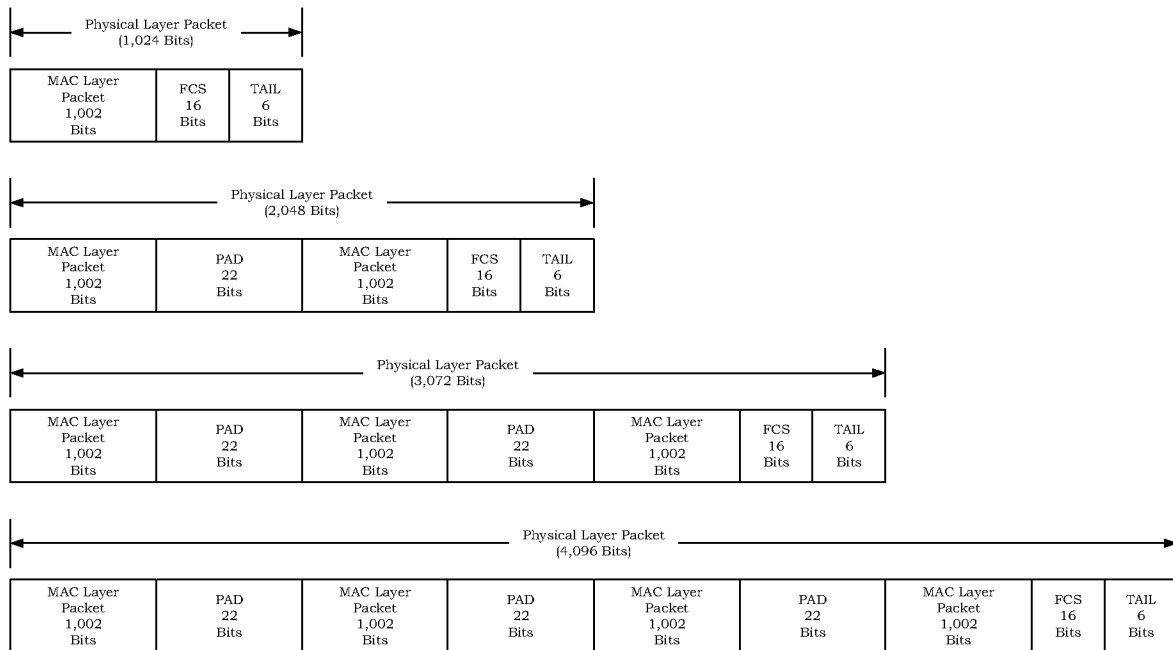 Physical Layer Packet
(1,024 Bits)
MAC Layer
Packet
1,002
Bits
FCS
16
Bits
TAIL
6
Bits
Physical Layer Packet
(2,048 Bits)
MAC Layer
Packet
1,002
Bits
PAD
22
Bits
MAC Layer
Packet
1,002
Bits
FCS
16
Bits
TAIL
6
Bits
Physical Layer Packet
(3,072 Bits)
MAC Layer
Packet
1,002
Bits
PAD
22
Bits
MAC Layer
Packet
1,002
Bits
PAD
22
Bits
MAC Layer
Packet
1,002
Bits
FCS
16
Bits
TAIL
6
Bits
Physical Layer Packet
(4,096 Bits)
MAC Layer
Packet
1,002
Bits
PAD
22
Bits
MAC Layer
Packet
1,002
Bits
PAD
22
Bits
MAC Layer
Packet
1,002
Bits
PAD
22
Bits
MAC Layer
Packet
1,002
Bits
FCS
16
Bits
TAIL
6
Bits